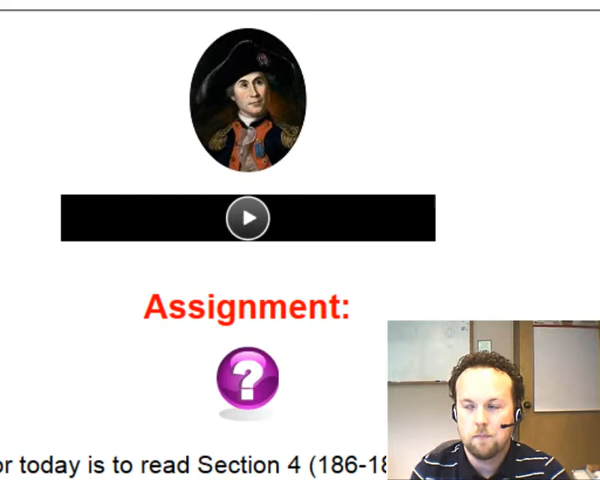 Assignment:
?
or today is to read Section 4 (186-18